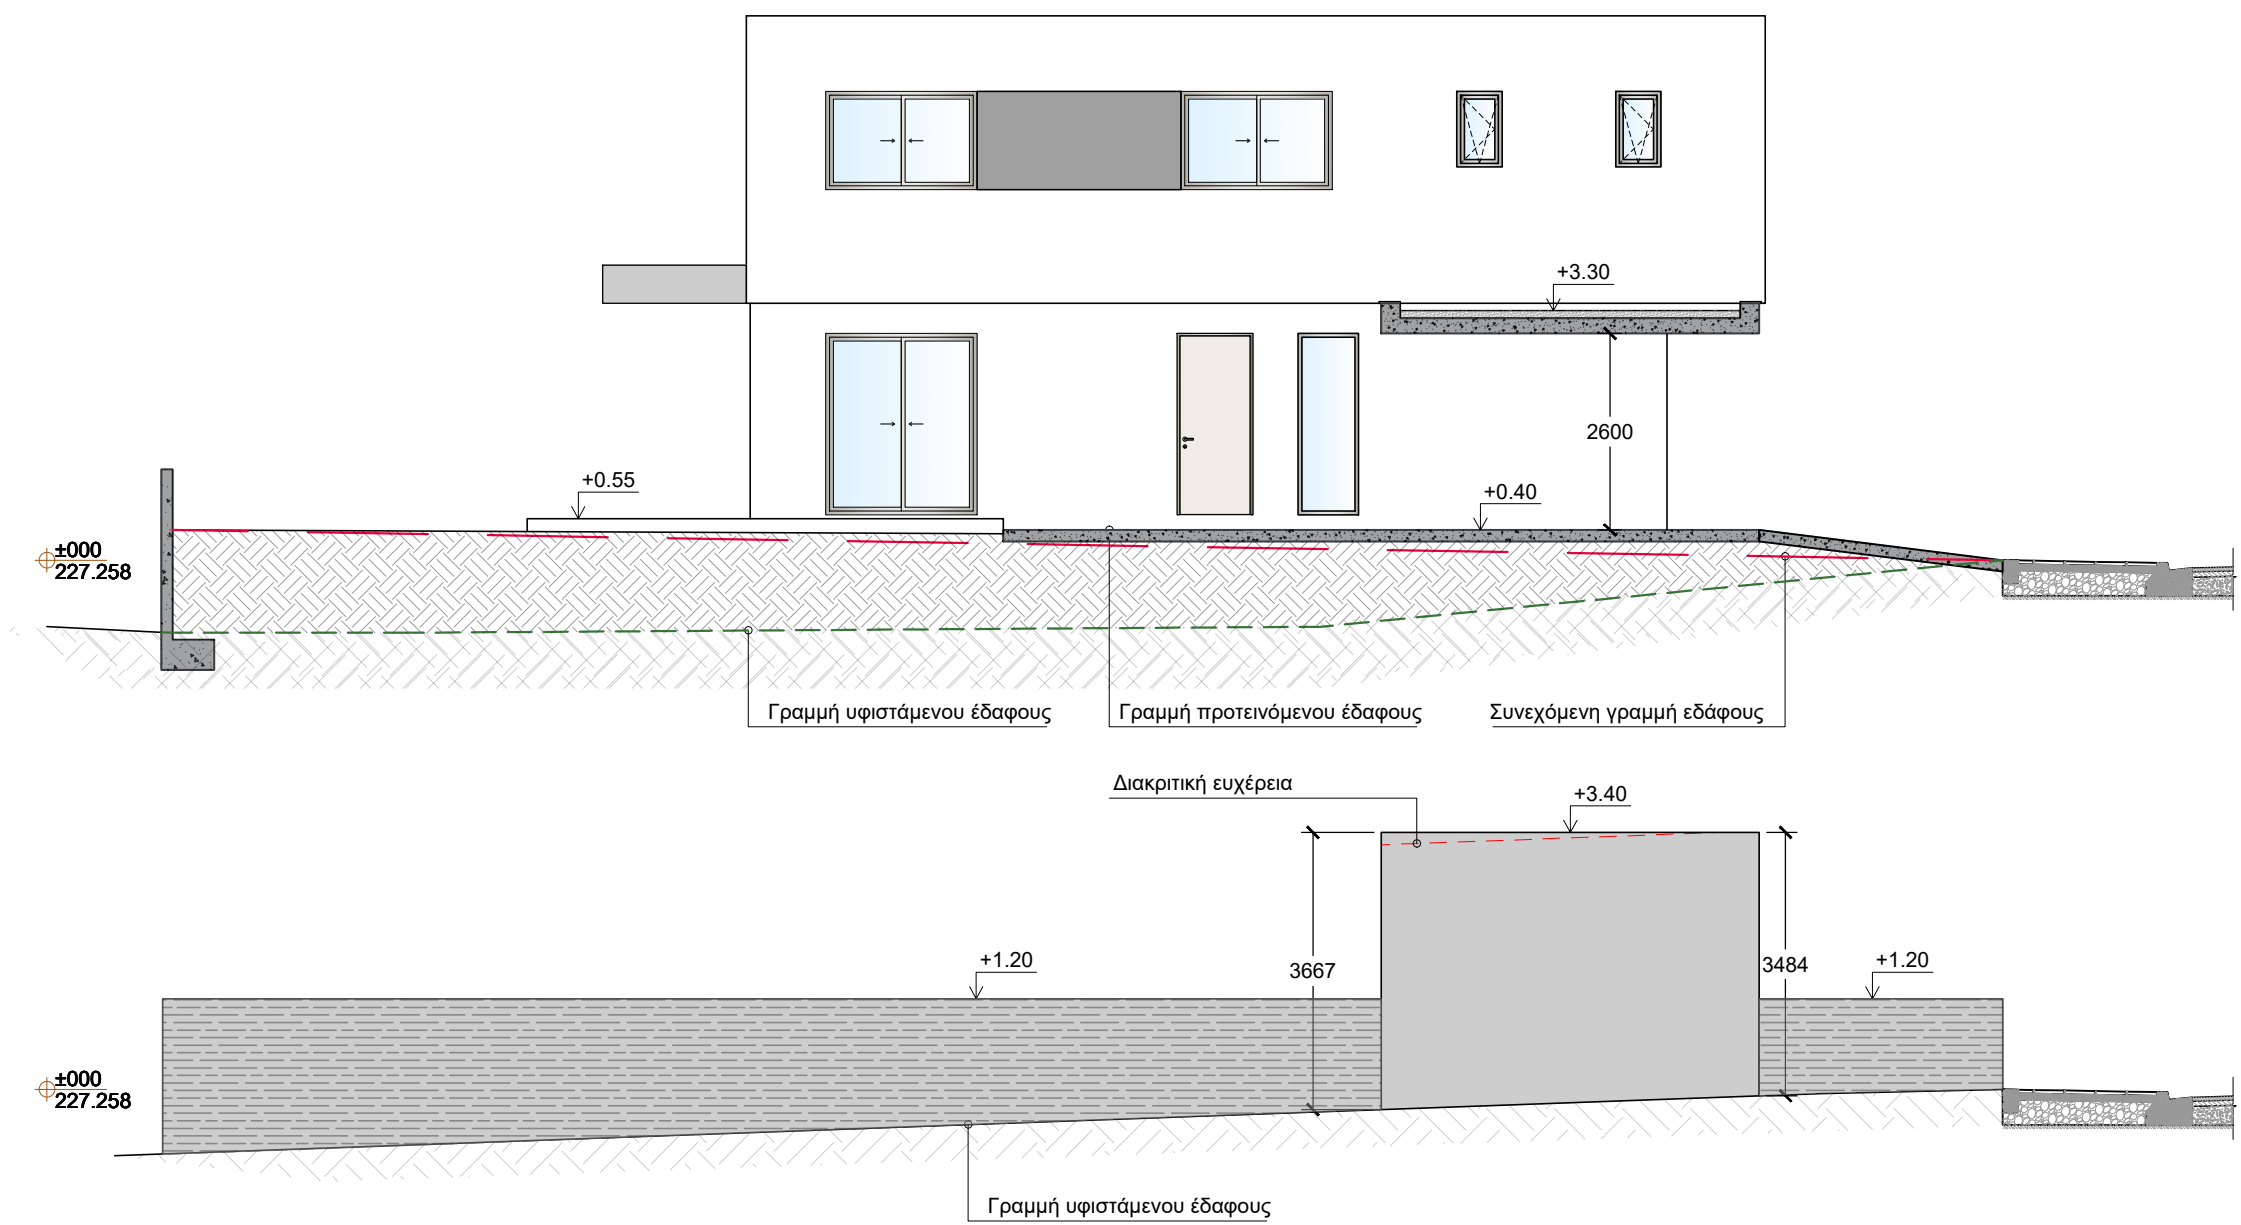 +3.30
2600
+0.55
+0.40
±000
227.258
Γραμμή υφιστάμενου έδαφους
Γραμμή προτεινόμενου έδαφους
Συνεχόμενη γραμμή εδάφους
Διακριτική ευχέρεια
+3.40
+1.20
3667
3484
+1.20
±000
227.258
Γραμμή υφιστάμενου έδαφους